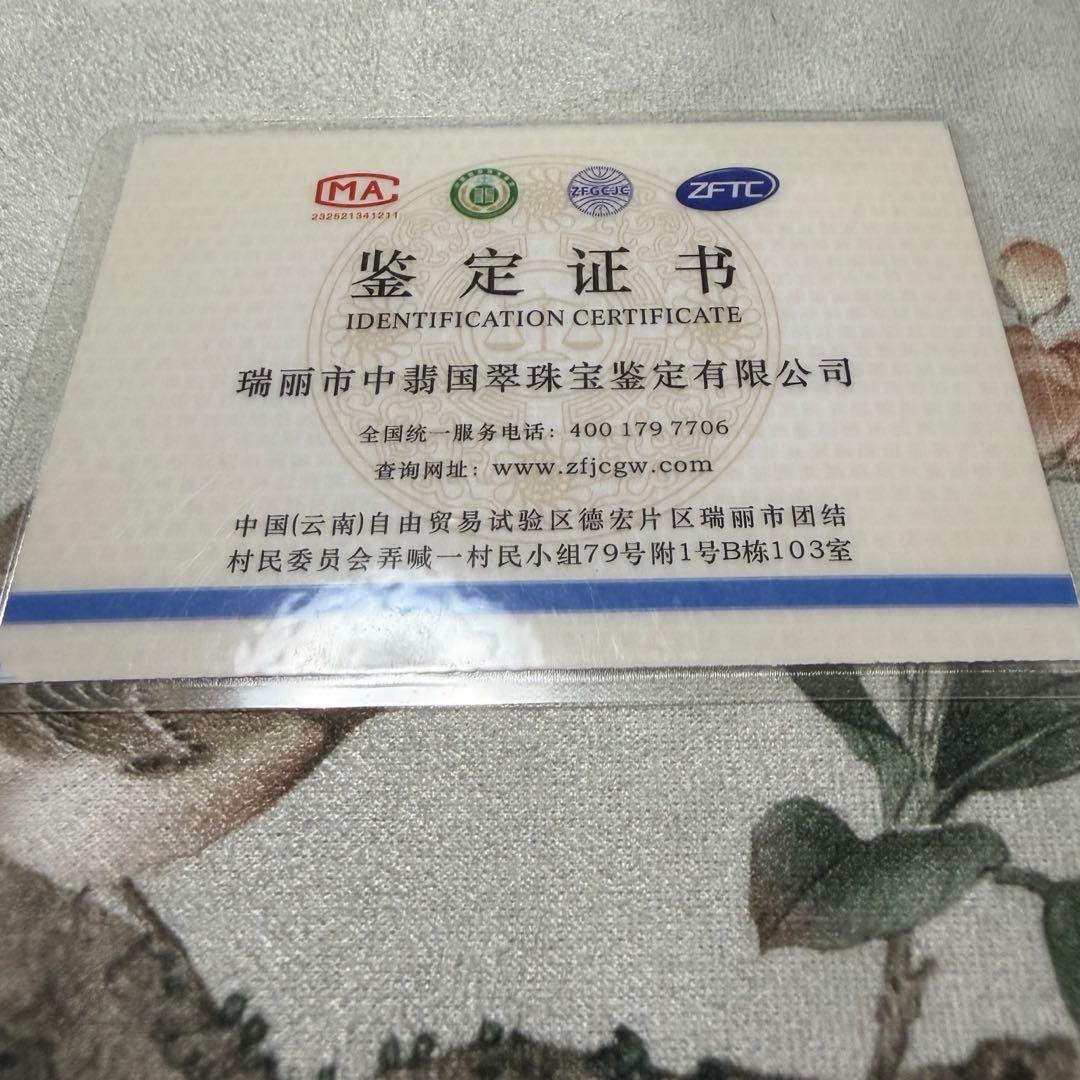 MA
232521341211
ZFGCJC
ZFTC
鉴定证书
IDENTIFICATION CERTIFICATE
瑞丽市中翡国翠珠宝鉴定有限公司
全国统一服务电话：400 179 7706
查询网址：www.zfjcgw.com
中国(云南)自由贸易试验区德宏片区瑞丽市团结
村民委员会弄喊一村民小组79号附1号B栋103室